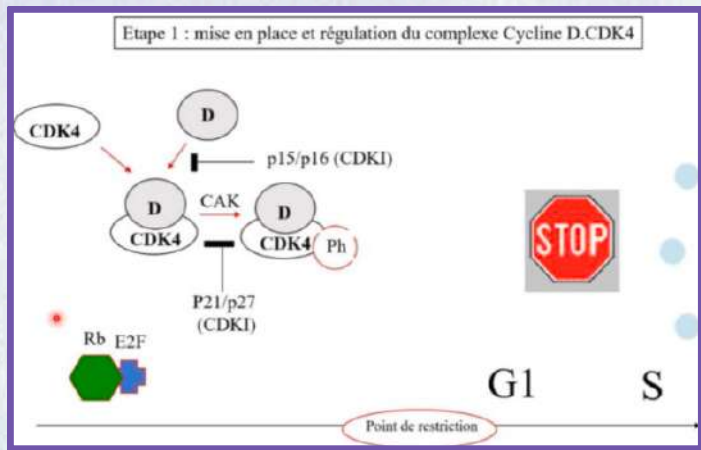 Etape 1 : mise en place et régulation du complexe Cycline D.CDK4
D
CDK4
p15/p16 (CDKI)
D
CAK
D
CDK4
CDK4
Ph
STOP
P21/p27
(CDKI)
Rb E2F
G1
S
Point de restriction